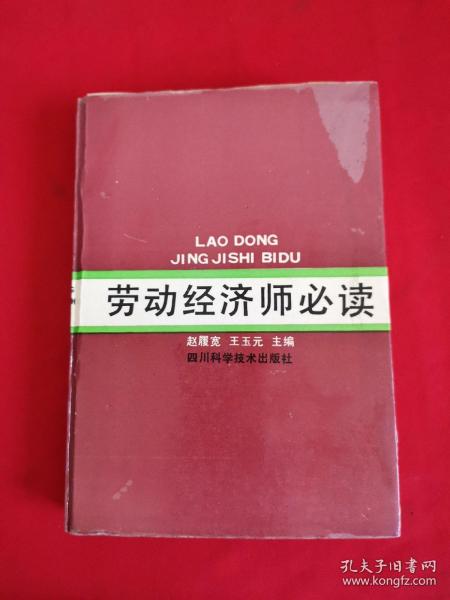 LAO DONG
JING JISHI BIDU
劳动经济师必读
赵履宽 王玉元 主编
四川科学技术出版社
孔夫子旧书网
www.kongfz.com